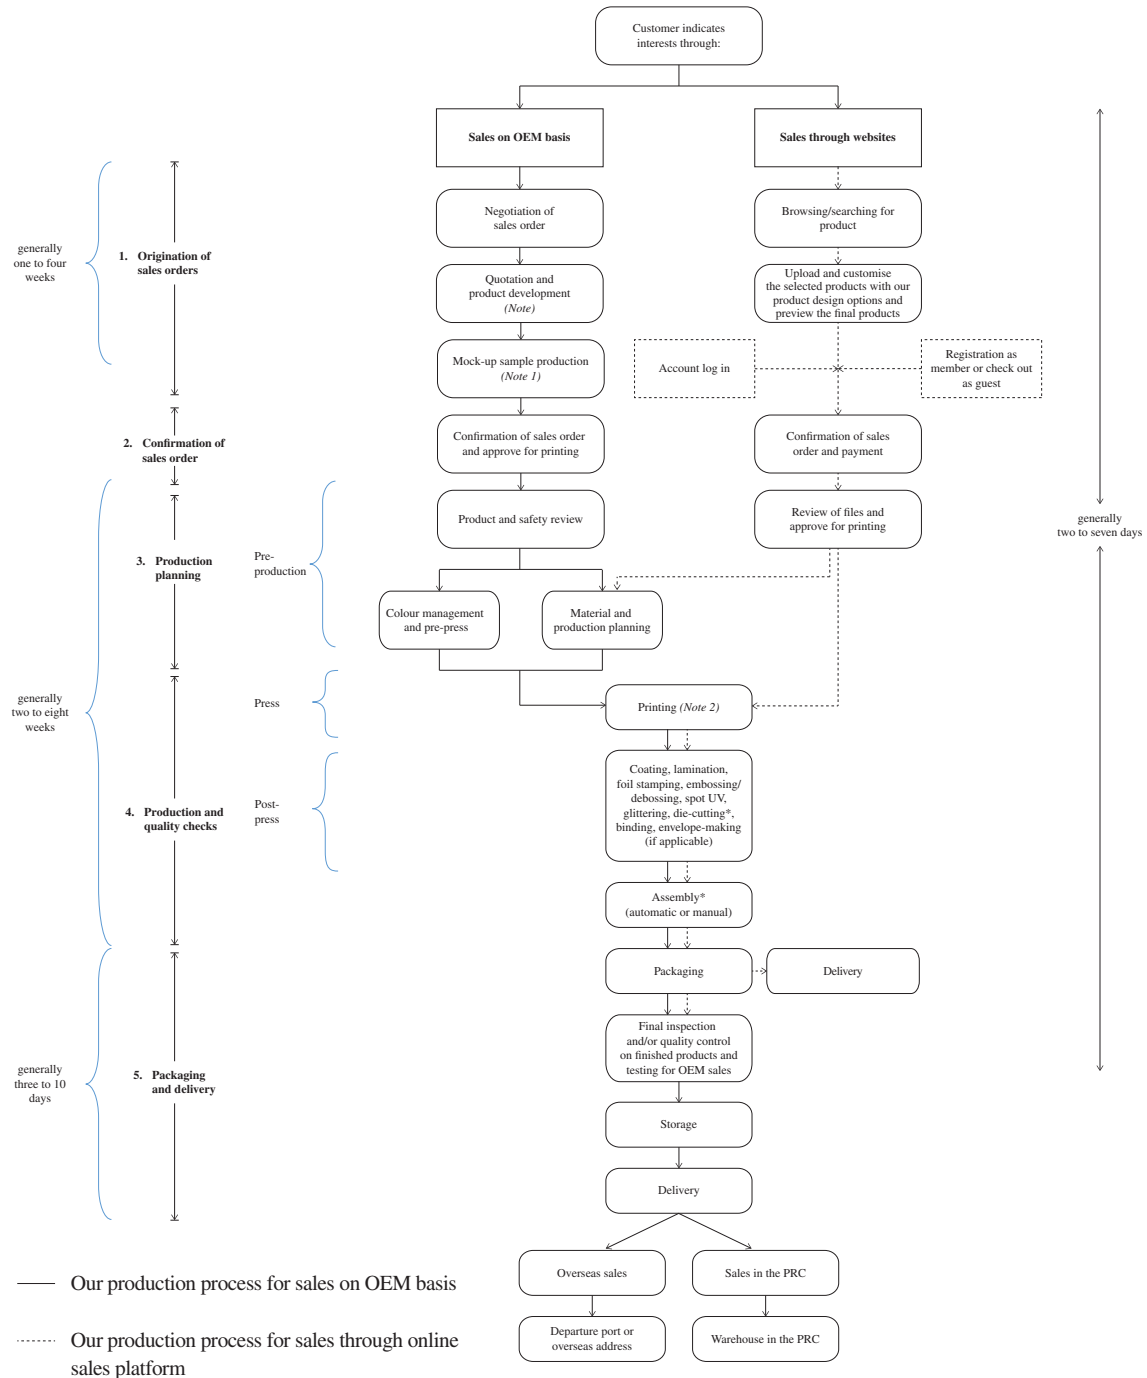 Customer indicates
interests through:
Sales on OEM basis
Sales through websites
Negotiation of
sales order
Browsing/searching for
product
generally
one to four
weeks
1. Origination of
sales orders
Quotation and
product development
(Note)
Upload and customise
the selected products with our
product design options and
preview the final products
Mock-up sample production
(Note 1)
Account log in
Registration as
member or check out
as guest
2. Confirmation of
sales order
Confirmation of sales order
and approve for printing
Confirmation of sales
order and payment
Product and safety review
Review of files and
approve for printing
generally
two to seven days
3. Production
planning
Pre-
production
Colour management
and pre-press
Material and
production planning
generally
two to eight
weeks
Press
Printing (Note 2)
4. Production and
quality checks
Post-
press
Coating, lamination,
foil stamping, embossing/
debossing, spot UV,
glittering, die-cutting*,
binding, envelope-making
(if applicable)
Assembly*
(automatic or manual)
Packaging
Delivery
generally
three to 10
days
5. Packaging
and delivery
Final inspection
and/or quality control
on finished products and
testing for OEM sales
Storage
Delivery
Overseas sales
Sales in the PRC
Departure port or
overseas address
Warehouse in the PRC
Our production process for sales on OEM basis
Our production process for sales through online
sales platform